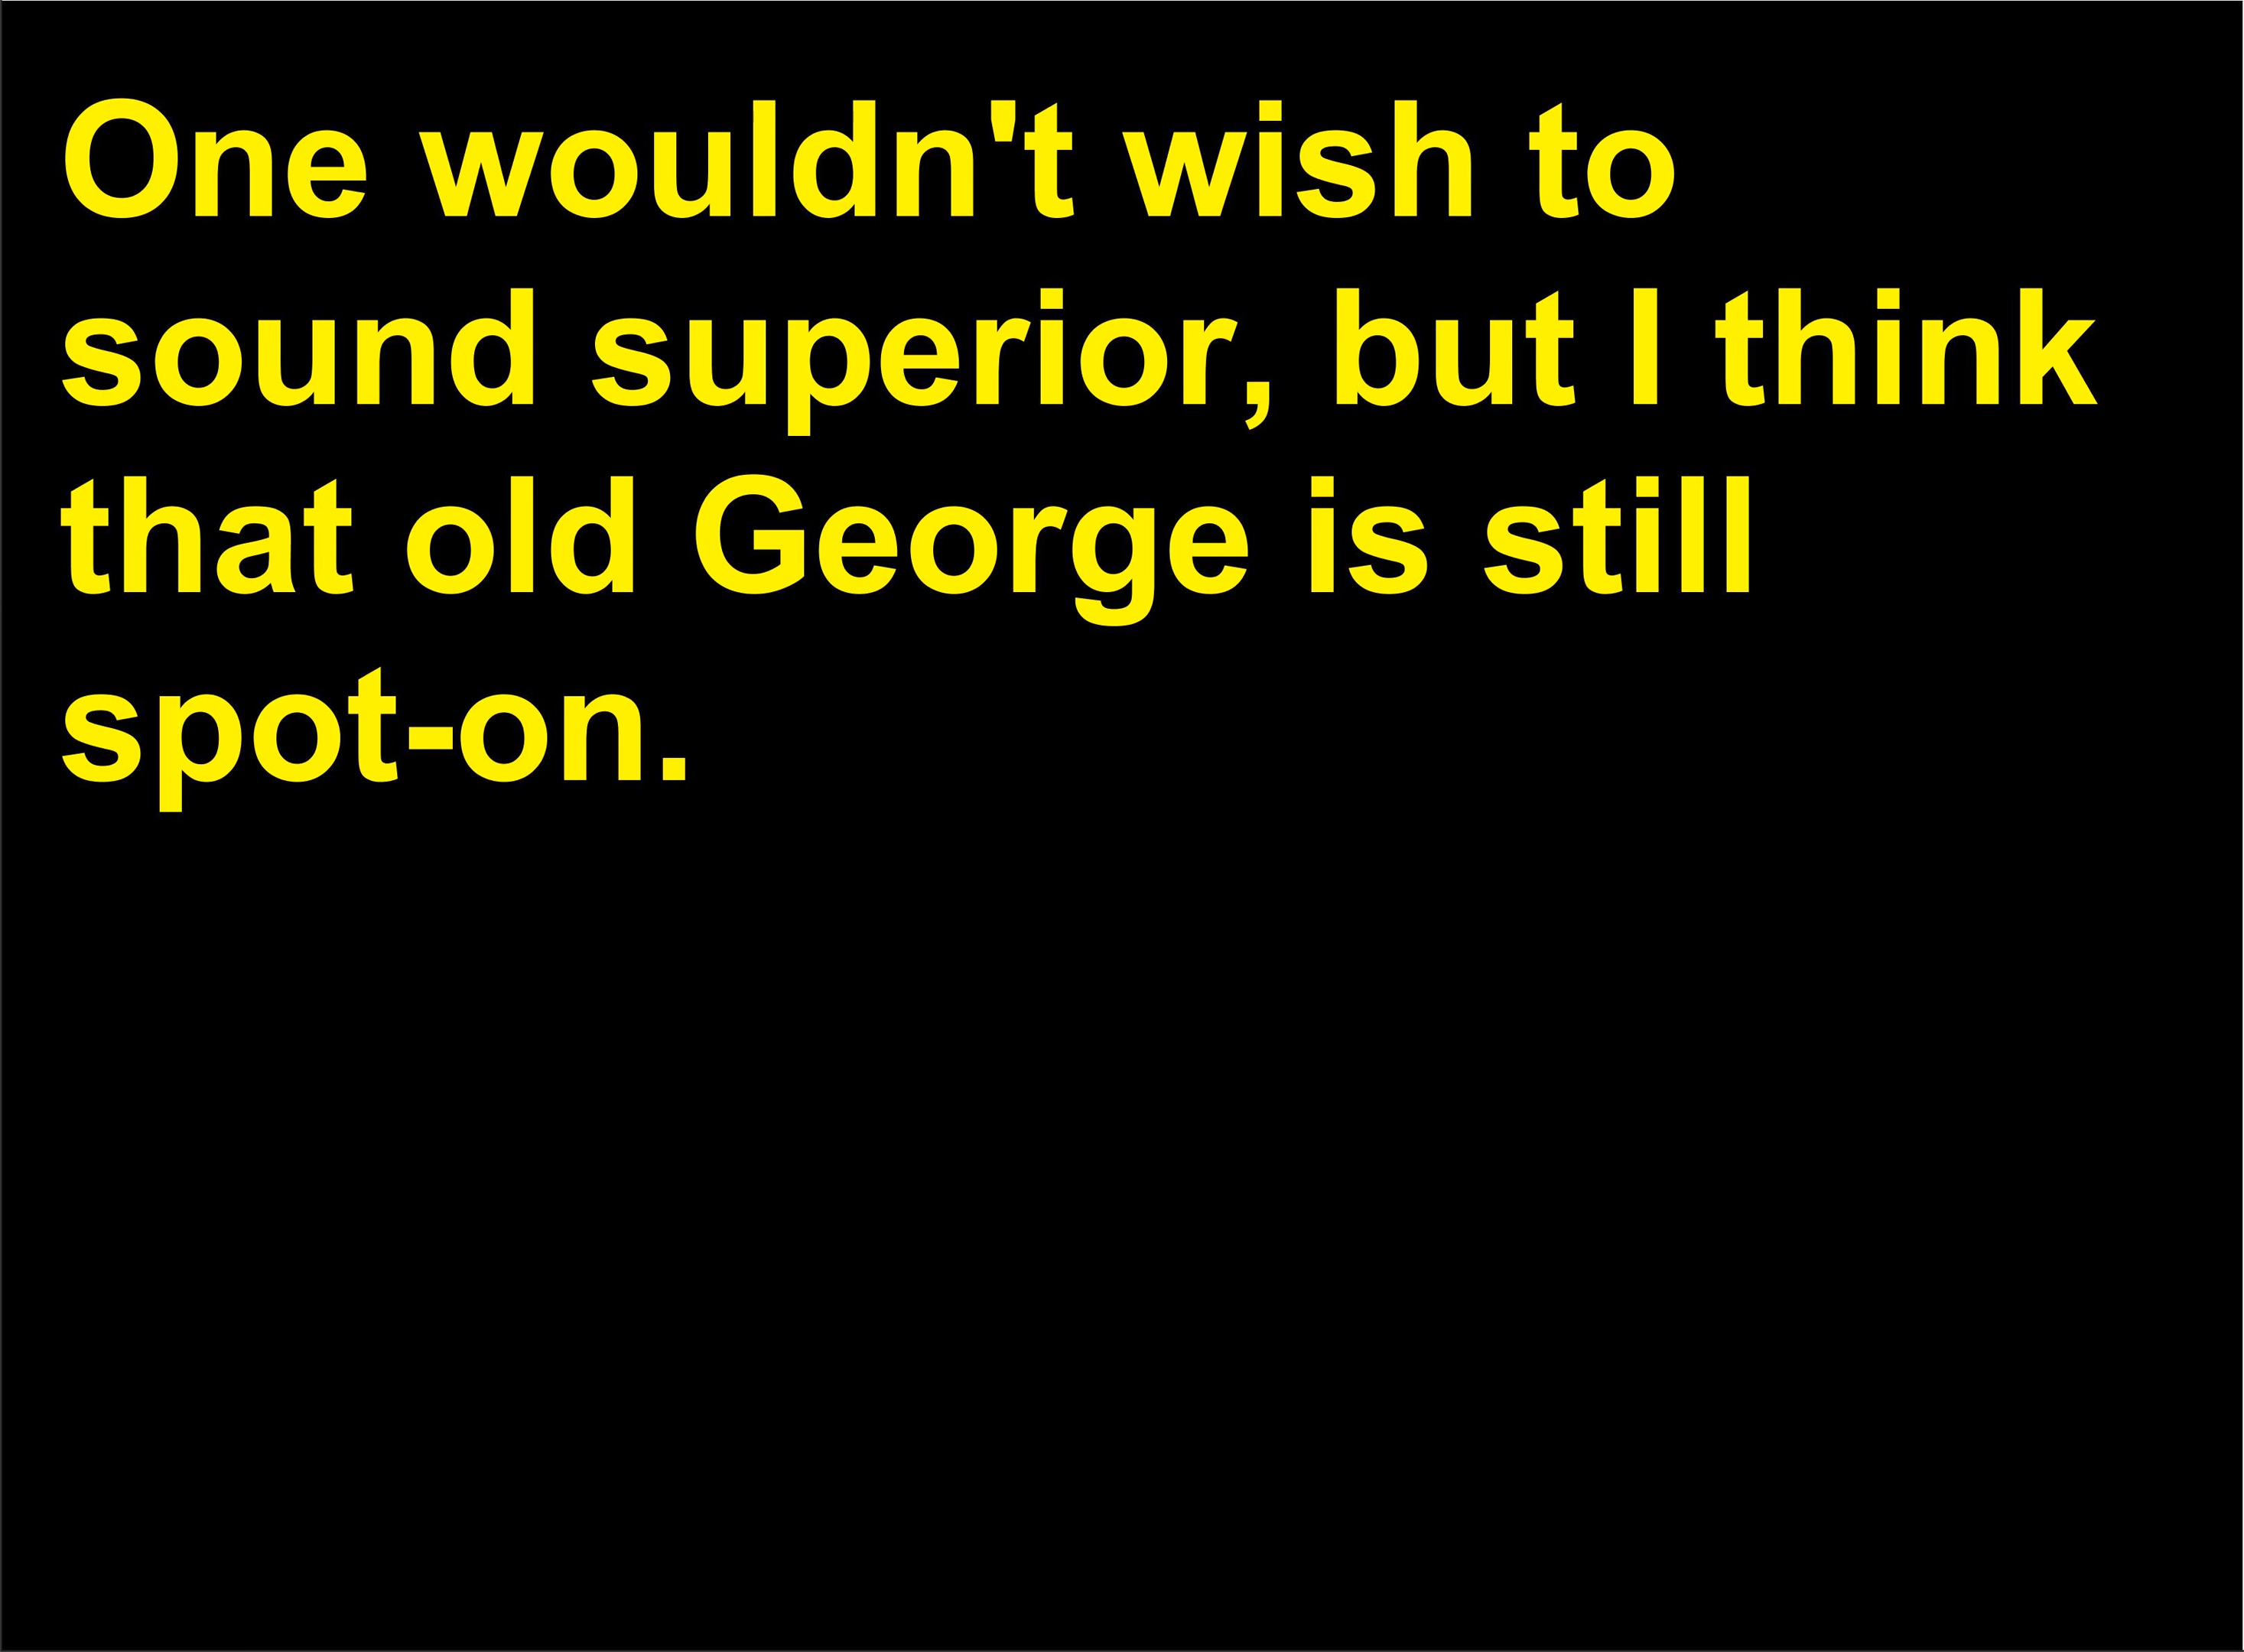 One wouldn't wish to
sound superior, but I think
that old George is still
spot-on.